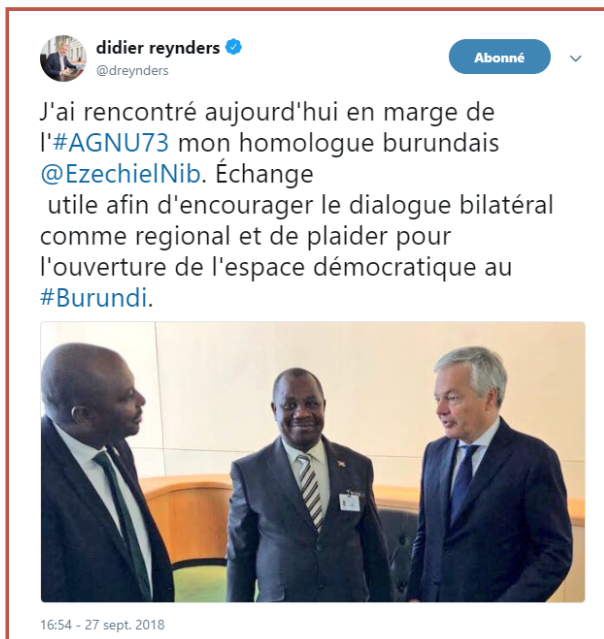 didier reynders
@dreynders
Abonné
J'ai rencontré aujourd'hui en marge de
l'#AGNU73 mon homologue burundais
@EzechielNib. Échange
utile afin d'encourager le dialogue bilatéral
comme regional et de plaider pour
l'ouverture de l'espace démocratique au
#Burundi.
16:54 - 27 sept. 2018